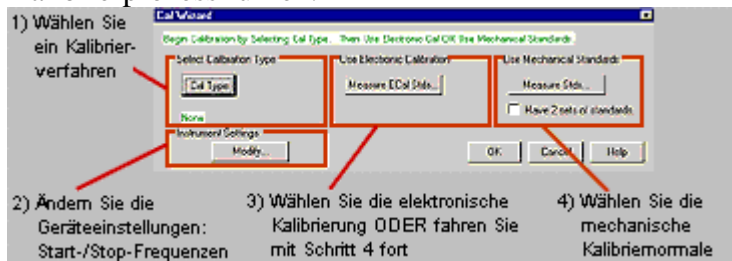 1) Wählen Sie
ein Kalibrier-
verfahren
Cal Wizard
Begin Calibration by Selecting Cal Type. Then Use Electronic Cal OR Use Mechanical Standards.
Select Calibration Type
Cal Type
None
Use Electronic Calibration
Measure ECal Stds...
Use Mechanical Standards
Measure Stds...
Have 2 sets of standards
Instrument Settings
Modify...
OK
Cancel
Help
2) Ändern Sie die
Geräteeinstellungen:
Start-/Stop-Frequenzen
3) Wählen Sie die elektronische
Kalibrierung ODER fahren Sie
mit Schritt 4 fort
4) Wählen Sie die
mechanische
Kalibriernormale